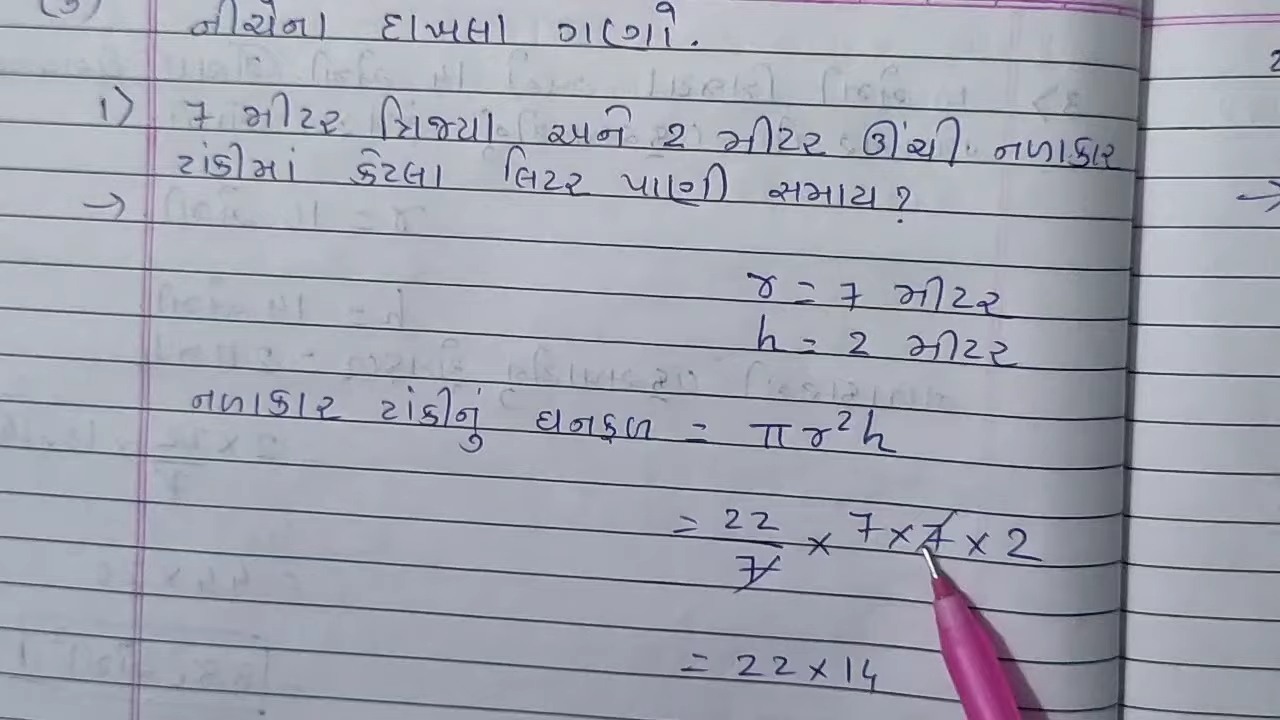 (3) નીચેના દાખલા ગણો.
1) 7 મીટર ત્રિજ્યા અને 2 મીટર ઊંચી નળાકાર
ટાંકીમાં કેટલા લિટર પાણી સમાય?
→
r = 7 મીટર
h = 2 મીટર
નળાકાર ટાંકીનું ઘનફળ = πr²h
= 22/7 × 7 × 7 × 2
= 22 × 14